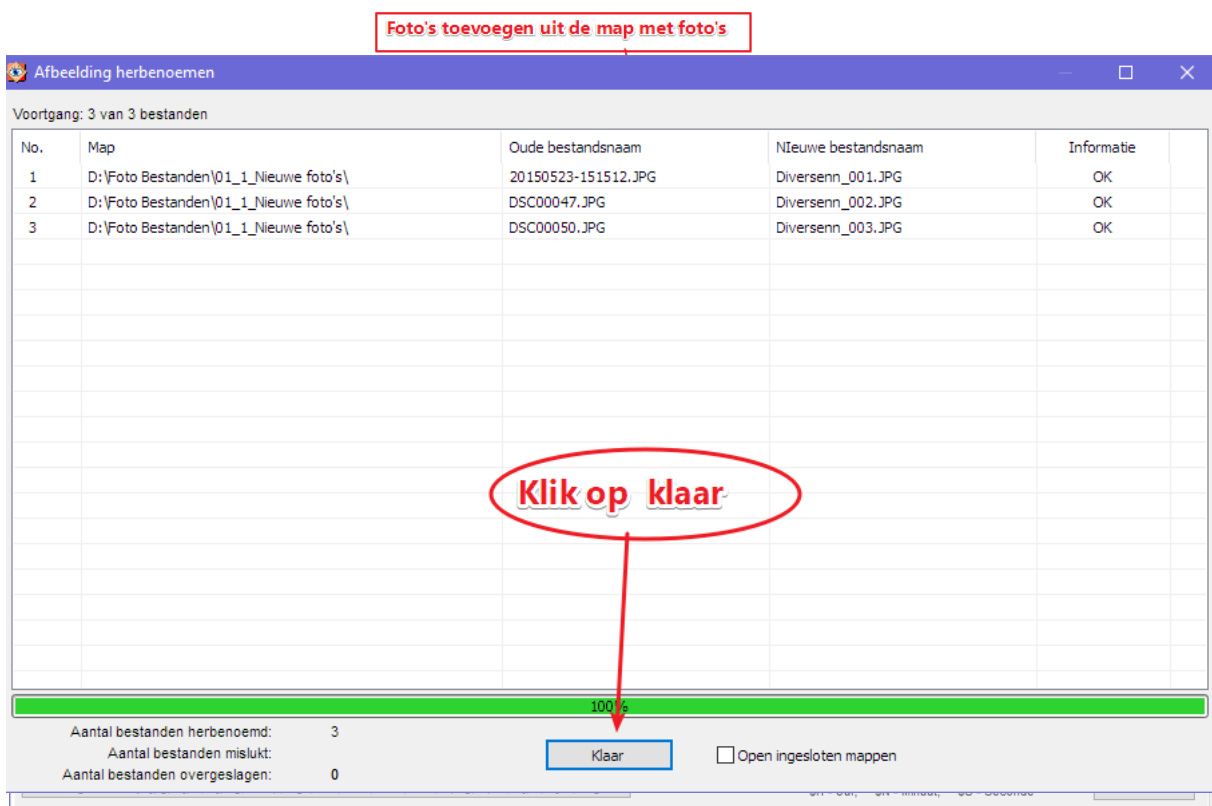 Foto's toevoegen uit de map met foto's
Afbeelding herbenoemen
Voortgang: 3 van 3 bestanden
No. Map Oude bestandsnaam NIeuwe bestandsnaam Informatie
1 D:\Foto Bestanden\01_1_Nieuwe foto's\ 20150523-151512.JPG Diversenn_001.JPG OK
2 D:\Foto Bestanden\01_1_Nieuwe foto's\ DSC00047.JPG Diversenn_002.JPG OK
3 D:\Foto Bestanden\01_1_Nieuwe foto's\ DSC00050.JPG Diversenn_003.JPG OK
Klik op klaar
100%
Aantal bestanden herbenoemd: 3
Aantal bestanden mislukt:
Aantal bestanden overgeslagen: 0
Klaar
Open ingesloten mappen